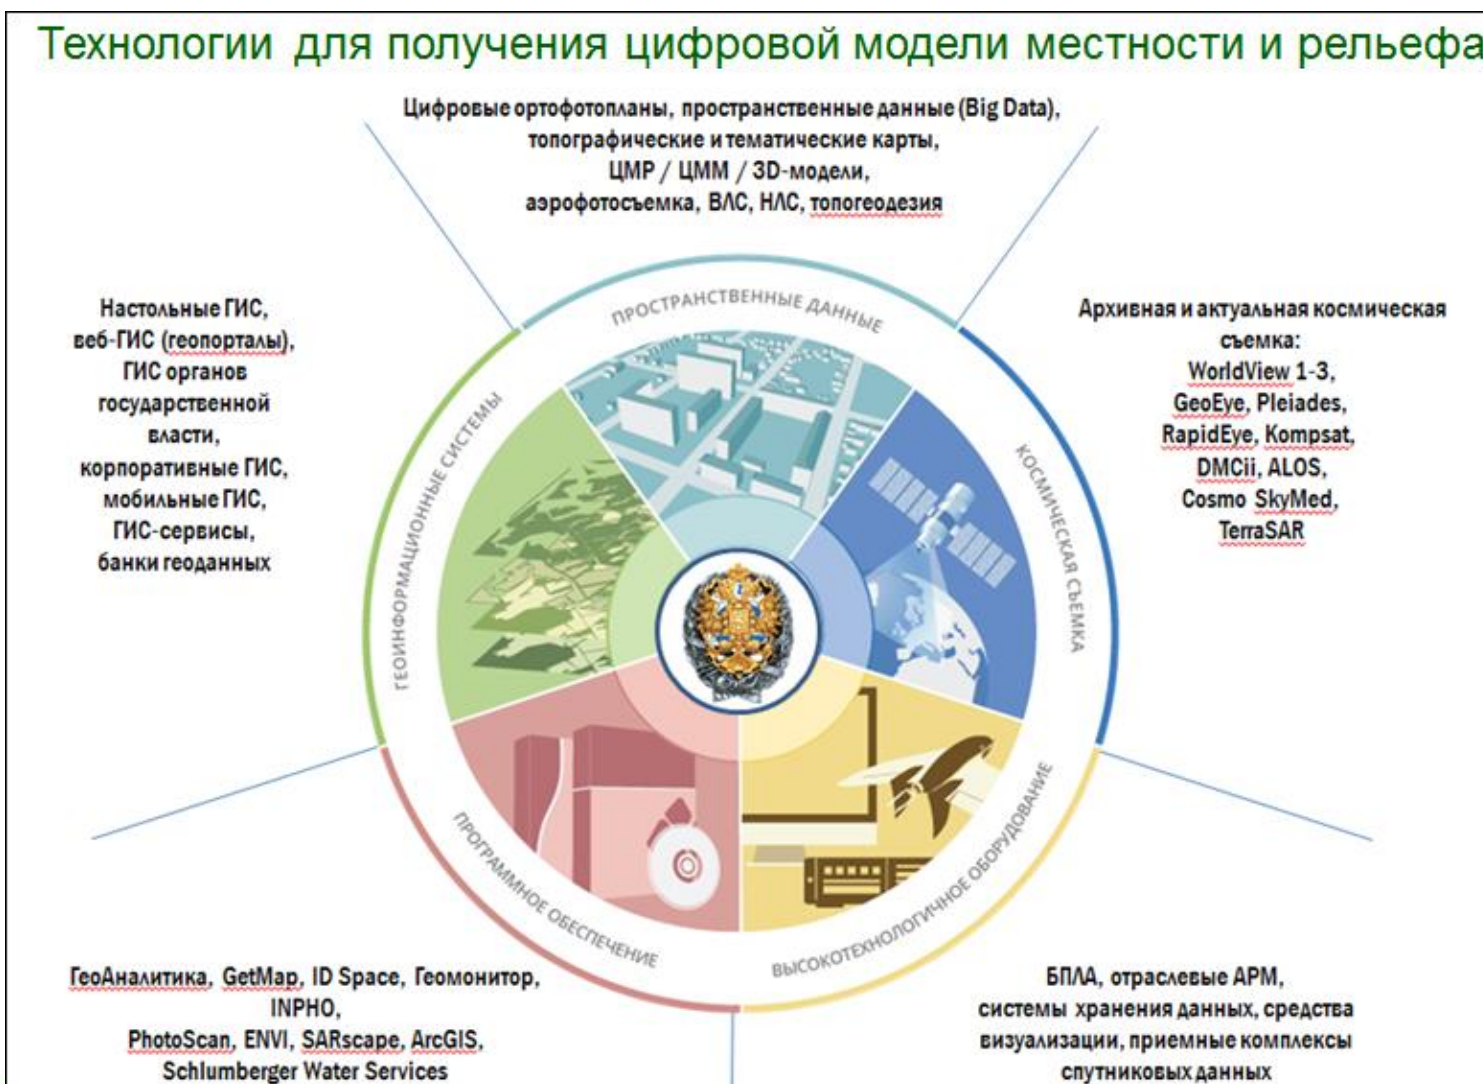 Технологии для получения цифровой модели местности и рельефа
Цифровые ортофотопланы, пространственные данные (Big Data),
топографические и тематические карты,
ЦМР / ЦММ / 3D-модели,
аэрофотосъемка, ВЛС, НЛС, топогеодезия
Настольные ГИС,
веб-ГИС (геопорталы),
ГИС органов
государственной
власти,
корпоративные ГИС,
мобильные ГИС,
ГИС-сервисы,
банки геоданных
Архивная и актуальная космическая
съемка:
WorldView 1-3,
GeoEye, Pleiades,
RapidEye, Kompsat,
DMCii, ALOS,
Cosmo SkyMed,
TerraSAR
ПРОСТРАНСТВЕННЫЕ ДАННЫЕ
ГЕОИНФОРМАЦИОННЫЕ СИСТЕМЫ
КОСМИЧЕСКАЯ СЪЕМКА
ПРОГРАММНОЕ ОБЕСПЕЧЕНИЕ
ВЫСОКОТЕХНОЛОГИЧНОЕ ОБОРУДОВАНИЕ
ГеоАналитика, GetMap, ID Space, Геомонитор,
INPHO,
PhotoScan, ENVI, SARscape, ArcGIS,
Schlumberger Water Services
БПЛА, отраслевые АРМ,
системы хранения данных, средства
визуализации, приемные комплексы
спутниковых данных